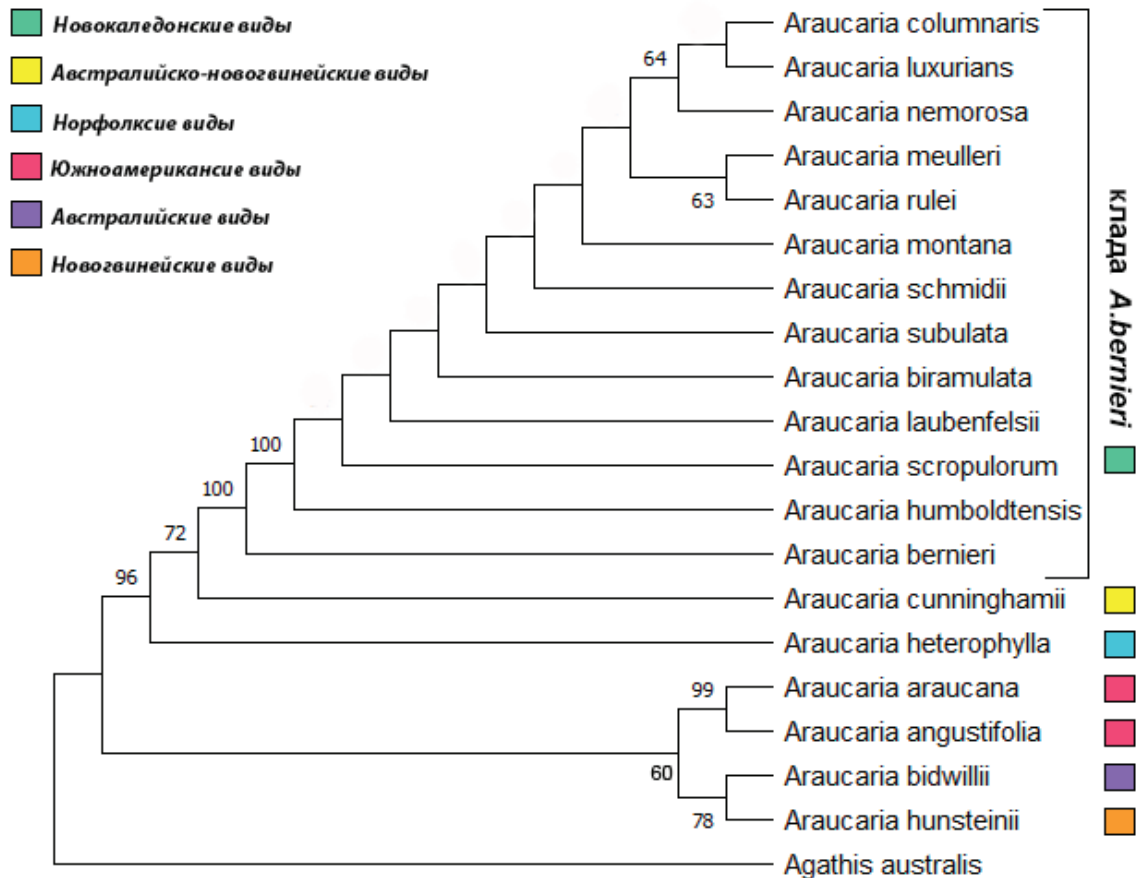 Новокаледонские виды
Австралийско-новогвинейские виды
Норфолксие виды
Южноамерикансие виды
Австралийские виды
Новогвинейские виды
Araucaria columnaris
64
Araucaria luxurians
Araucaria nemorosa
Araucaria meulleri
63
Araucaria rulei
Araucaria montana
Araucaria schmidii
Araucaria subulata
Araucaria biramulata
Araucaria laubenfelsii
100
Araucaria scropulorum
100
Araucaria humboldtensis
72
Araucaria bernieri
96
Araucaria cunninghamii
Araucaria heterophylla
99
Araucaria araucana
Araucaria angustifolia
60
Araucaria bidwillii
78
Araucaria hunsteinii
Agathis australis
клада A.bernieri